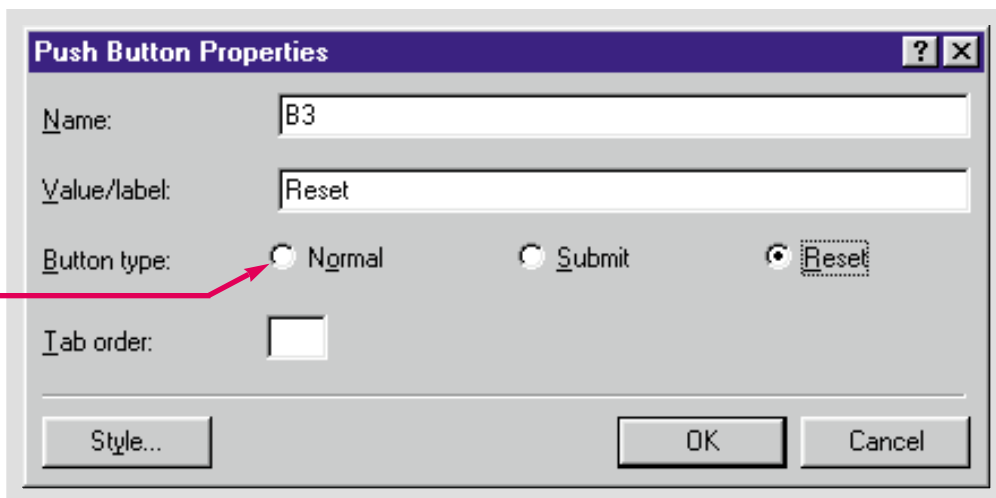 Push Button Properties ? ×
Name: B3
Value/label: Reset
Button type: Normal Submit Reset
Tab order:
Style... OK Cancel